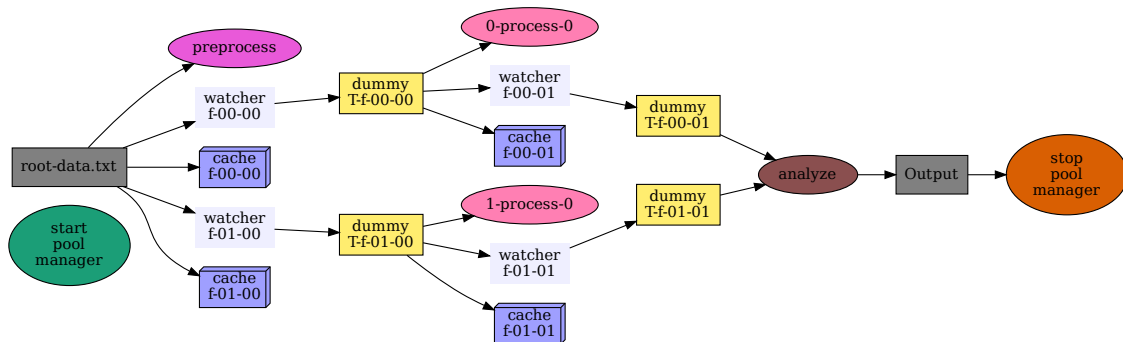 root-data.txt
start
pool
manager
preprocess
watcher
f-00-00
cache
f-00-00
watcher
f-01-00
cache
f-01-00
dummy
T-f-00-00
dummy
T-f-01-00
0-process-0
watcher
f-00-01
cache
f-00-01
1-process-0
watcher
f-01-01
cache
f-01-01
dummy
T-f-00-01
dummy
T-f-01-01
analyze
Output
stop
pool
manager